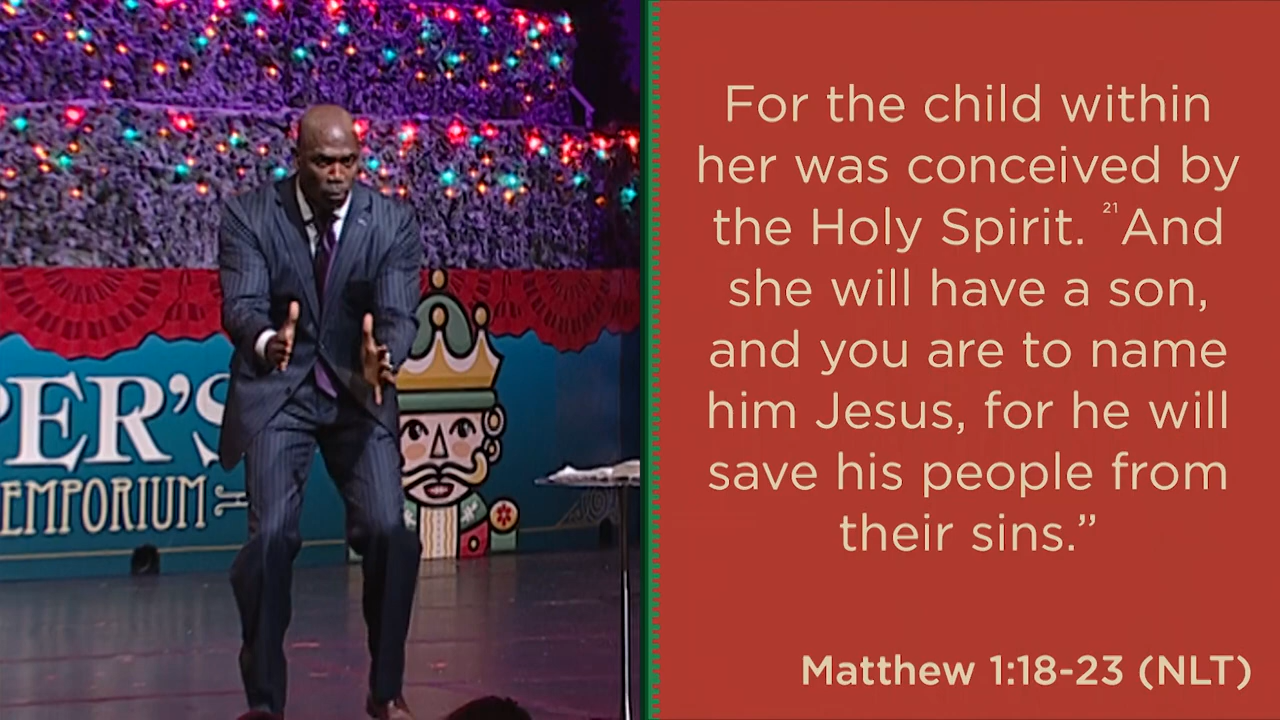 PER'S
EMPORIUM
For the child within
her was conceived by
the Holy Spirit. 21 And
she will have a son,
and you are to name
him Jesus, for he will
save his people from
their sins.”
Matthew 1:18-23 (NLT)